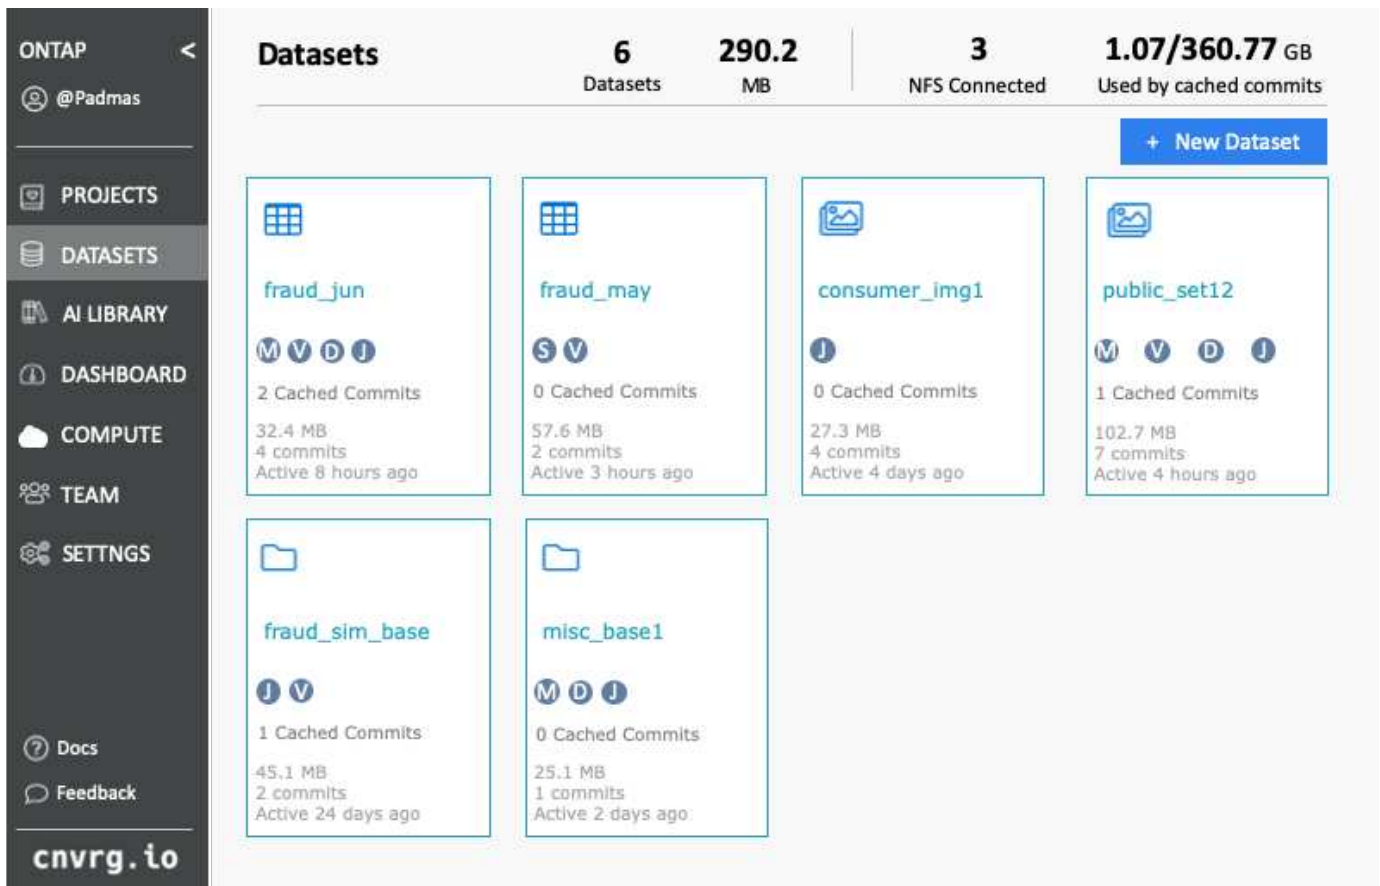 ONTAP <
@Padmas
PROJECTS
DATASETS
AI LIBRARY
DASHBOARD
COMPUTE
TEAM
SETTNGS
Docs
Feedback
cnvrg.io
Datasets
6
Datasets
290.2
MB
3
NFS Connected
1.07/360.77 GB
Used by cached commits
+ New Dataset
fraud_jun
M V D J
2 Cached Commits
32.4 MB
4 commits
Active 8 hours ago
fraud_may
S V
0 Cached Commits
57.6 MB
2 commits
Active 3 hours ago
consumer_img1
J
0 Cached Commits
27.3 MB
4 commits
Active 4 days ago
public_set12
M V D J
1 Cached Commits
102.7 MB
7 commits
Active 4 hours ago
fraud_sim_base
J V
1 Cached Commits
45.1 MB
2 commits
Active 24 days ago
misc_base1
M D J
0 Cached Commits
25.1 MB
1 commits
Active 2 days ago